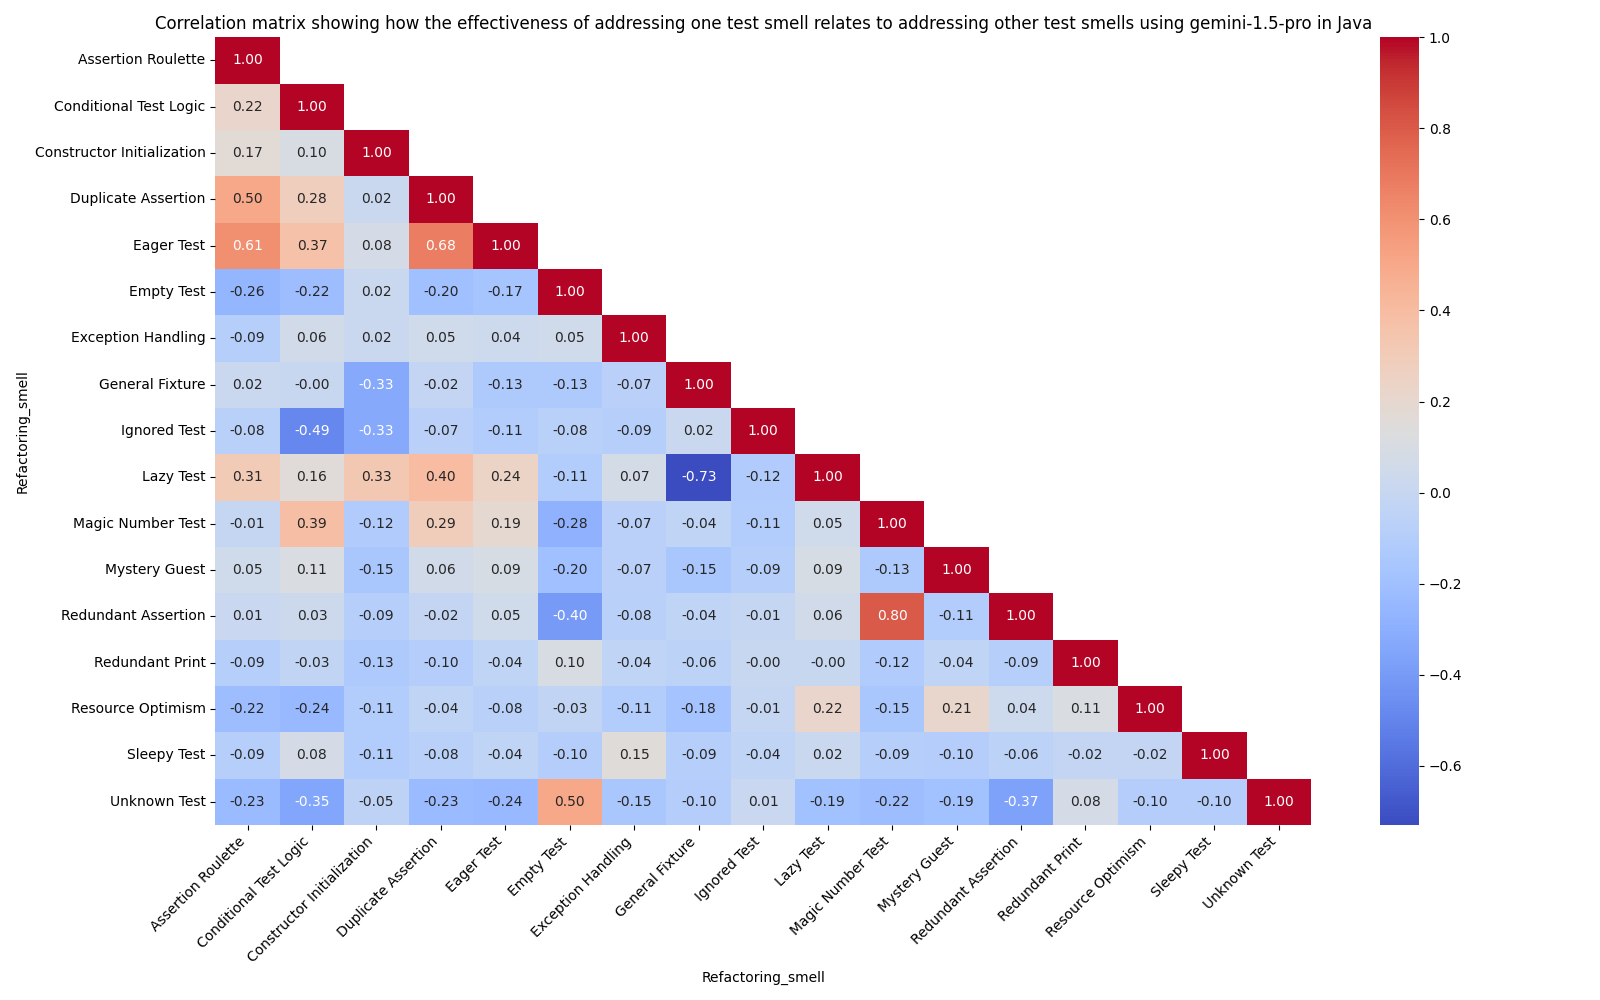 Correlation matrix showing how the effectiveness of addressing one test smell relates to addressing other test smells using gemini-1.5-pro in Java
Refactoring_smell
Assertion Roulette 1.00
Conditional Test Logic 0.22 1.00
Constructor Initialization 0.17 0.10 1.00
Duplicate Assertion 0.50 0.28 0.02 1.00
Eager Test 0.61 0.37 0.08 0.68 1.00
Empty Test -0.26 -0.22 0.02 -0.20 -0.17 1.00
Exception Handling -0.09 0.06 0.02 0.05 0.04 0.05 1.00
General Fixture 0.02 -0.00 -0.33 -0.02 -0.13 -0.13 -0.07 1.00
Ignored Test -0.08 -0.49 -0.33 -0.07 -0.11 -0.08 -0.09 0.02 1.00
Lazy Test 0.31 0.16 0.33 0.40 0.24 -0.11 0.07 -0.73 -0.12 1.00
Magic Number Test -0.01 0.39 -0.12 0.29 0.19 -0.28 -0.07 -0.04 -0.11 0.05 1.00
Mystery Guest 0.05 0.11 -0.15 0.06 0.09 -0.20 -0.07 -0.15 -0.09 0.09 -0.13 1.00
Redundant Assertion 0.01 0.03 -0.09 -0.02 0.05 -0.40 -0.08 -0.04 -0.01 0.06 0.80 -0.11 1.00
Redundant Print -0.09 -0.03 -0.13 -0.10 -0.04 0.10 -0.04 -0.06 -0.00 -0.00 -0.12 -0.04 -0.09 1.00
Resource Optimism -0.22 -0.24 -0.11 -0.04 -0.08 -0.03 -0.11 -0.18 -0.01 0.22 -0.15 0.21 0.04 0.11 1.00
Sleepy Test -0.09 0.08 -0.11 -0.08 -0.04 -0.10 0.15 -0.09 -0.04 0.02 -0.09 -0.10 -0.06 -0.02 -0.02 1.00
Unknown Test -0.23 -0.35 -0.05 -0.23 -0.24 0.50 -0.15 -0.10 0.01 -0.19 -0.22 -0.19 -0.37 0.08 -0.10 -0.10 1.00
Assertion Roulette
Conditional Test Logic
Constructor Initialization
Duplicate Assertion
Eager Test
Empty Test
Exception Handling
General Fixture
Ignored Test
Lazy Test
Magic Number Test
Mystery Guest
Redundant Assertion
Redundant Print
Resource Optimism
Sleepy Test
Unknown Test
Refactoring_smell
1.0
0.8
0.6
0.4
0.2
0.0
−0.2
−0.4
−0.6